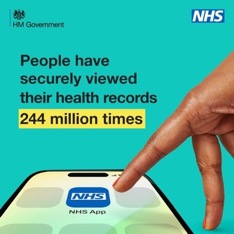 HM Government
NHS
People have
securely viewed
their health records
244 million times
NHS
NHS App